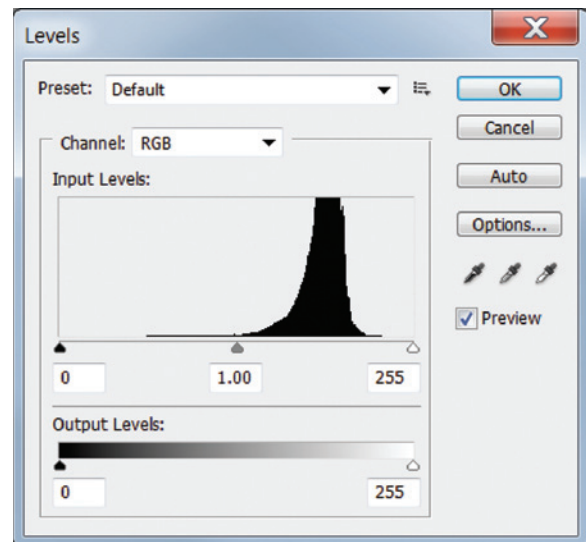 Levels
Preset: Default
OK
Cancel
Channel: RGB
Auto
Input Levels:
Options...
Preview
0 1.00 255
Output Levels:
0 255